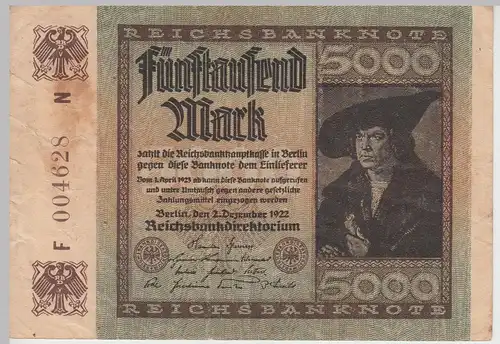 REICHSBANKNOTE
5000
Fünftausend
Mark
zahlt die Reichsbankhauptkasse in Berlin
gegen diese Banknote dem Einlieferer
Vom 1. April 1923 ab kann diese Banknote aufgerufen
und unter Umtausch gegen andere gesetzliche
Zahlungsmittel eingezogen werden
Berlin, den 2. Dezember 1922
Reichsbankdirektorium
5000
REICHSBANKNOTE
F 004628 N